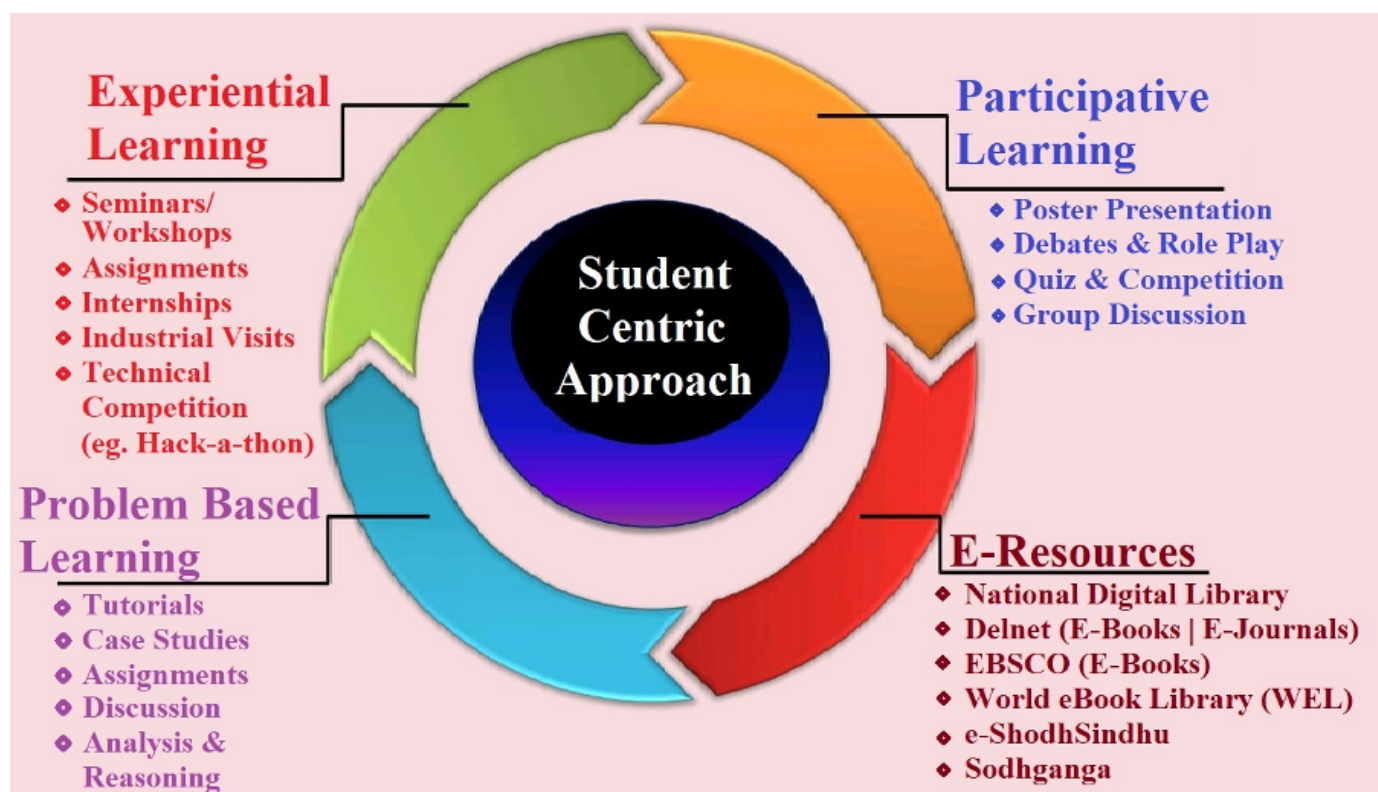 Experiential
Learning
Seminars/
Workshops
Assignments
Internships
Industrial Visits
Technical
Competition
(eg. Hack-a-thon)
Participative
Learning
Poster Presentation
Debates & Role Play
Quiz & Competition
Group Discussion
Student
Centric
Approach
Problem Based
Learning
Tutorials
Case Studies
Assignments
Discussion
Analysis &
Reasoning
E-Resources
National Digital Library
Delnet (E-Books | E-Journals)
EBSCO (E-Books)
World eBook Library (WEL)
e-ShodhSindhu
Sodhganga